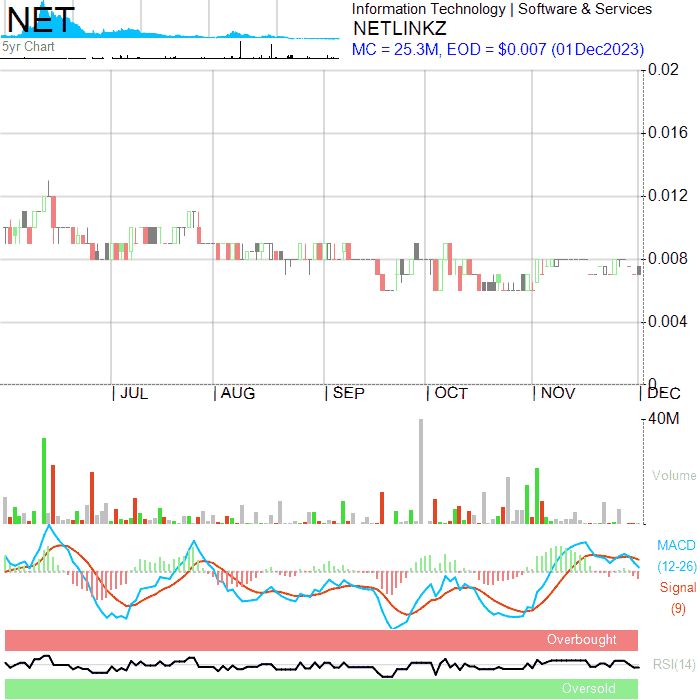 NET
5yr Chart
Information Technology | Software & Services
NETLINKZ
MC = 25.3M, EOD = $0.007 (01Dec2023)
0.02
0.016
0.012
0.008
0.004
0
JUL AUG SEP OCT NOV DEC
40M
Volume
MACD
(12-26)
Signal
(9)
Overbought
RSI(14)
Oversold